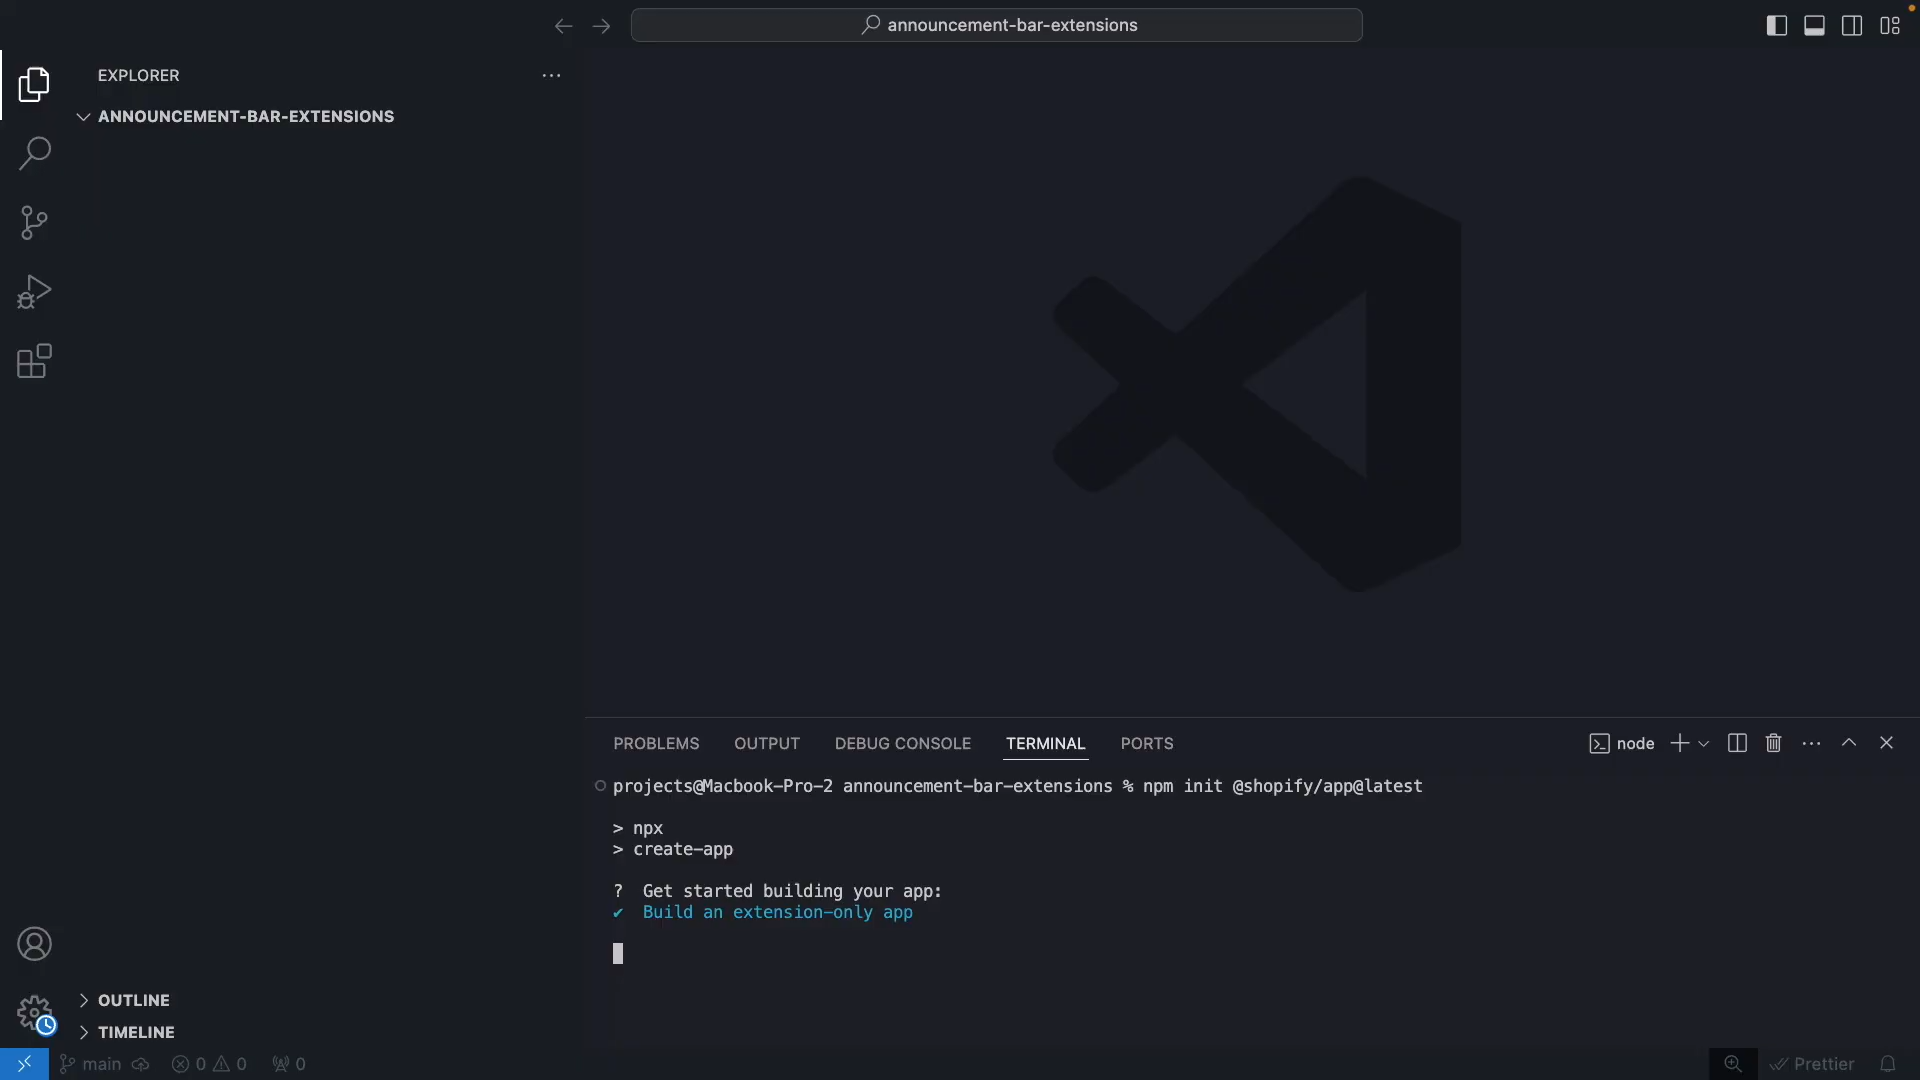 announcement-bar-extensions
EXPLORER
ANNOUNCEMENT-BAR-EXTENSIONS
PROBLEMS OUTPUT DEBUG CONSOLE TERMINAL PORTS
node
projects@Macbook-Pro-2 announcement-bar-extensions % npm init @shopify/app@latest
> npx
> create-app
? Get started building your app:
✔ Build an extension-only app
OUTLINE
TIMELINE
main 0 0 0
Prettier